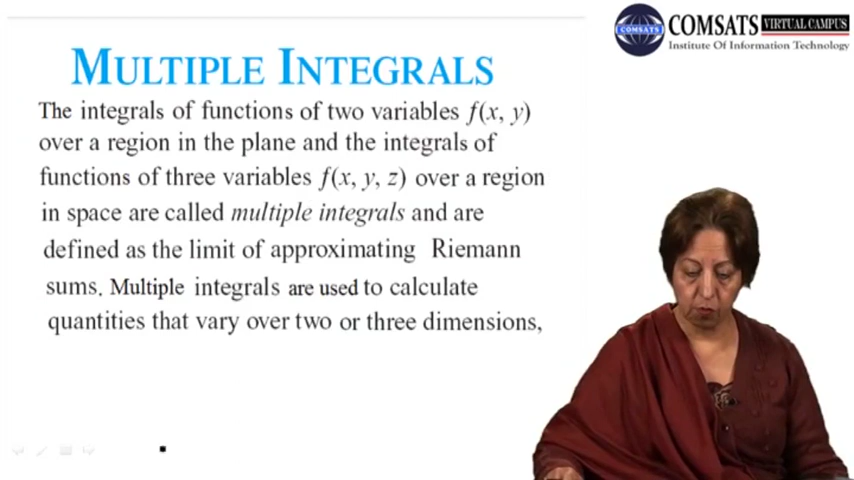 COMSATS VIRTUAL CAMPUS
COMSATS
Institute Of Information Technology
MULTIPLE INTEGRALS
The integrals of functions of two variables f(x, y)
over a region in the plane and the integrals of
functions of three variables f(x, y, z) over a region
in space are called multiple integrals and are
defined as the limit of approximating Riemann
sums. Multiple integrals are used to calculate
quantities that vary over two or three dimensions,